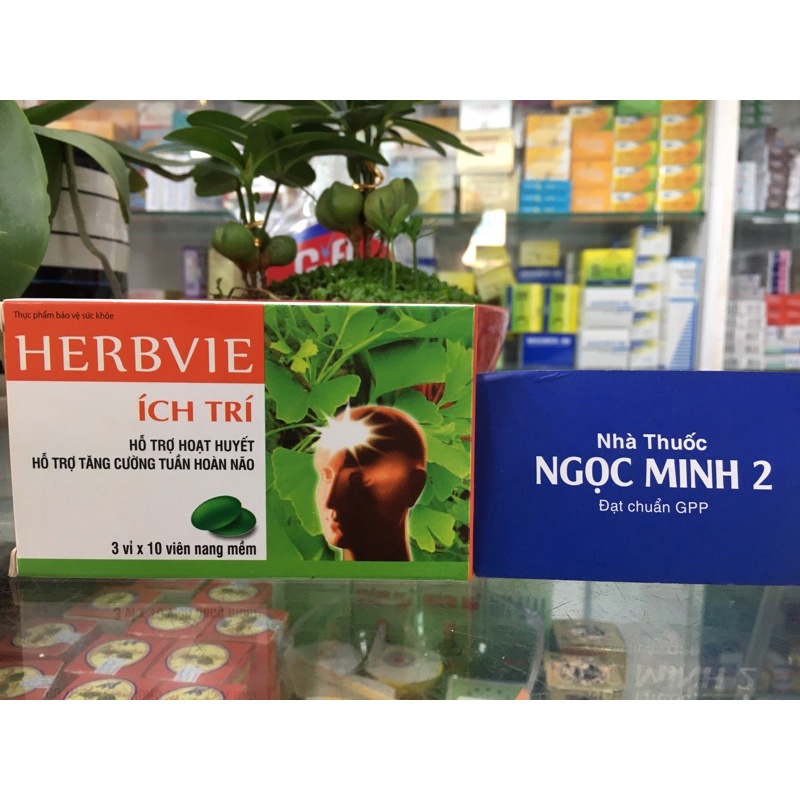 Thực phẩm bảo vệ sức khỏe
HERBVIE
ÍCH TRÍ
HỖ TRỢ HOẠT HUYẾT
HỖ TRỢ TĂNG CƯỜNG TUẦN HOÀN NÃO
3 vỉ x 10 viên nang mềm
Nhà Thuốc
NGỌC MINH 2
Đạt chuẩn GPP